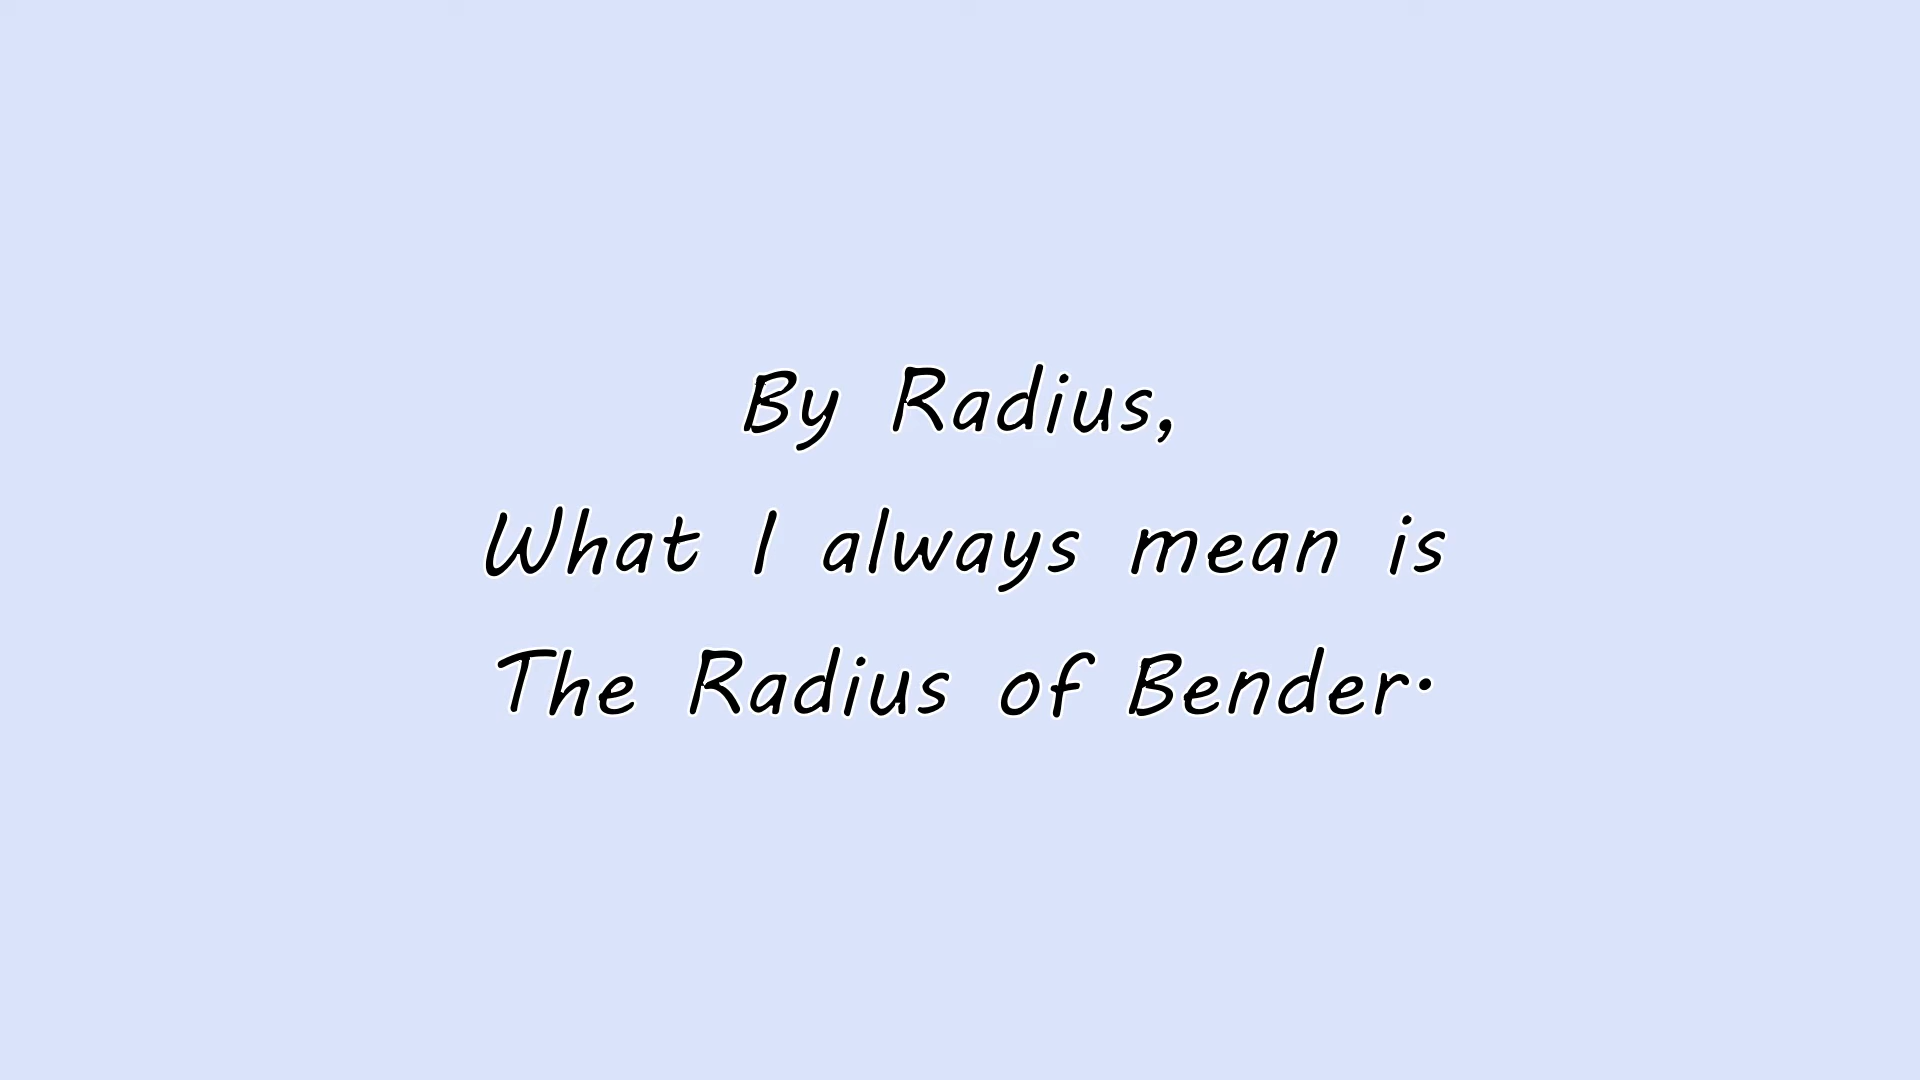 By Radius,
What I always mean is
The Radius of Bender.